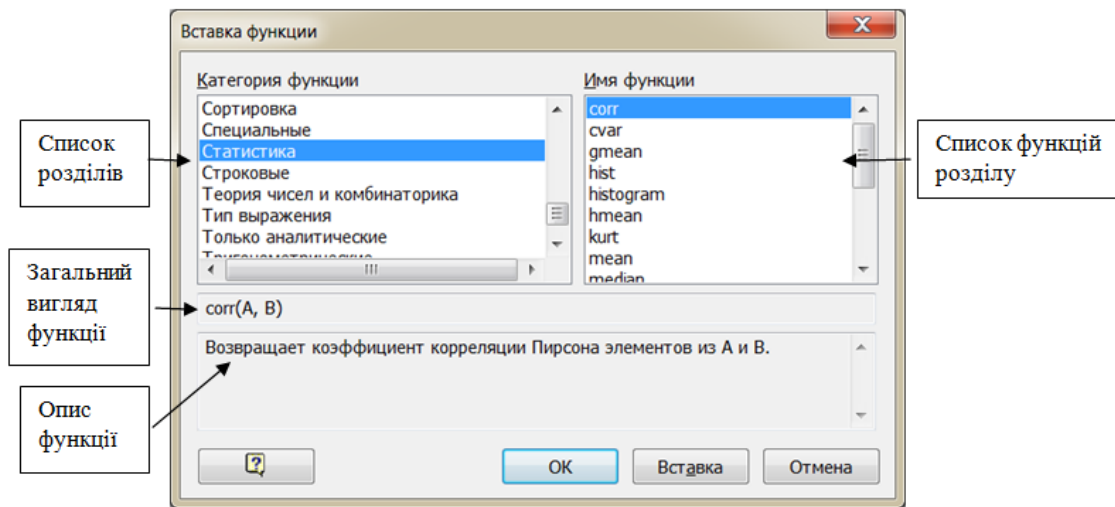 Вставка функции
Категория функции
Имя функции
Сортировка
Специальные
Статистика
Строковые
Теория чисел и комбинаторика
Тип выражения
Только аналитические
Тригонометрические
corr
cvar
gmean
hist
histogram
hmean
kurt
mean
median
corr(A, B)
Возвращает коэффициент корреляции Пирсона элементов из A и B.
OK
Вставка
Отмена
Список
розділів
Загальний
вигляд
функції
Опис
функції
Список функцій
розділу